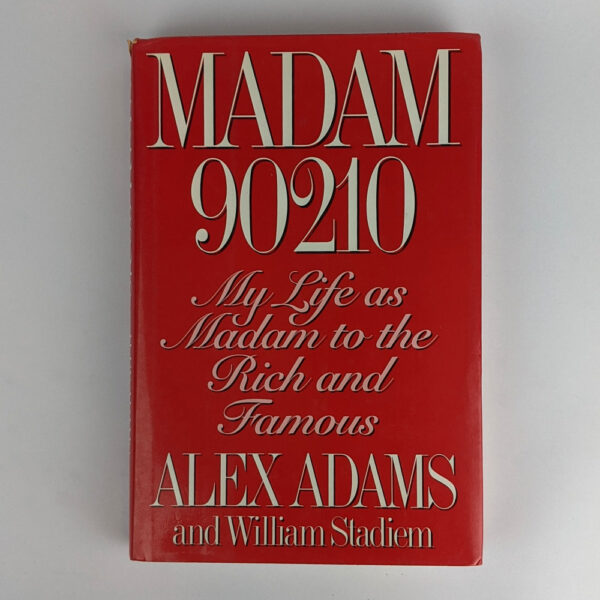 MADAM
90210
My Life as
Madam to the
Rich and
Famous
ALEX ADAMS
and William Stadiem